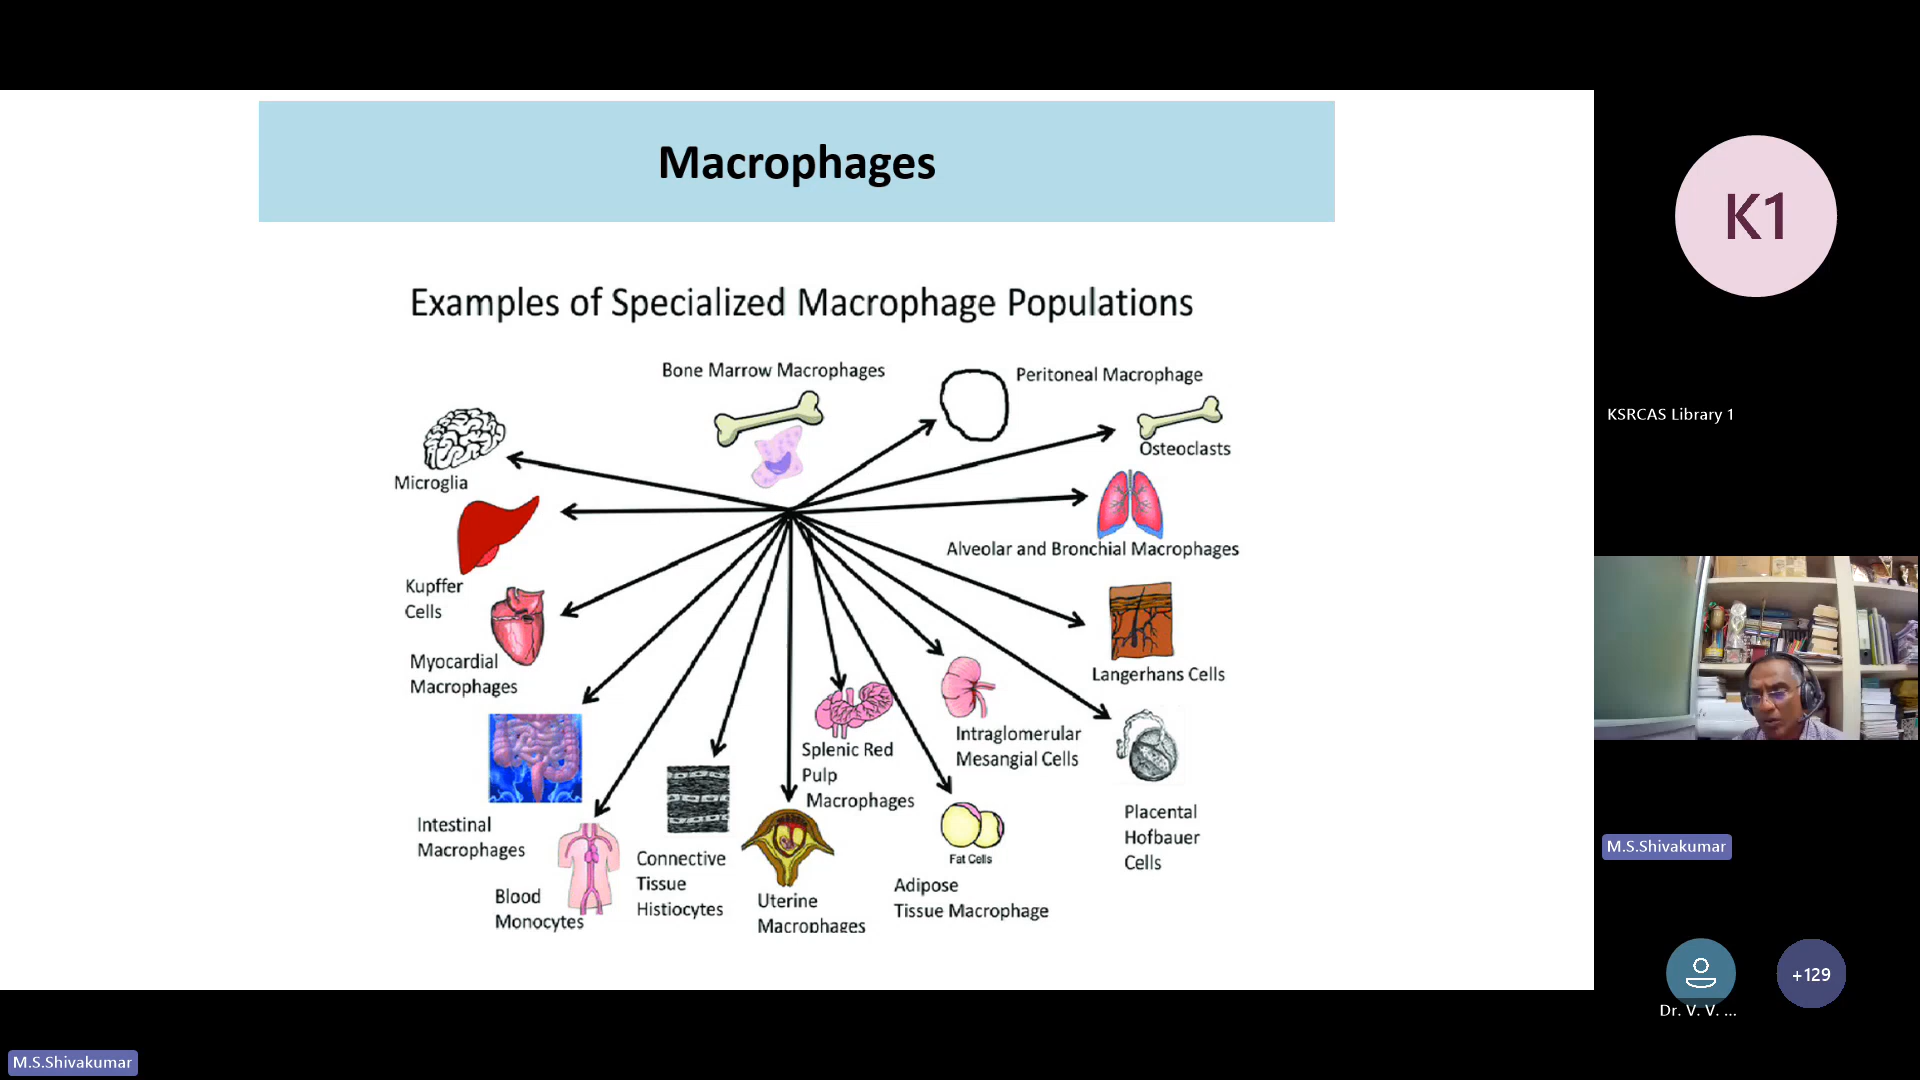 Macrophages
Examples of Specialized Macrophage Populations
Bone Marrow Macrophages
Peritoneal Macrophage
Osteoclasts
Microglia
Alveolar and Bronchial Macrophages
Kupffer
Cells
Myocardial
Macrophages
Langerhans Cells
Intraglomerular
Mesangial Cells
Splenic Red
Pulp
Macrophages
Placental
Hofbauer
Cells
Intestinal
Macrophages
Fat Cells
Adipose
Tissue Macrophage
Connective
Tissue
Histiocytes
Uterine
Macrophages
Blood
Monocytes
K1
KSRCAS Library 1
M.S.Shivakumar
Dr. V. V. ...
+129
M.S.Shivakumar